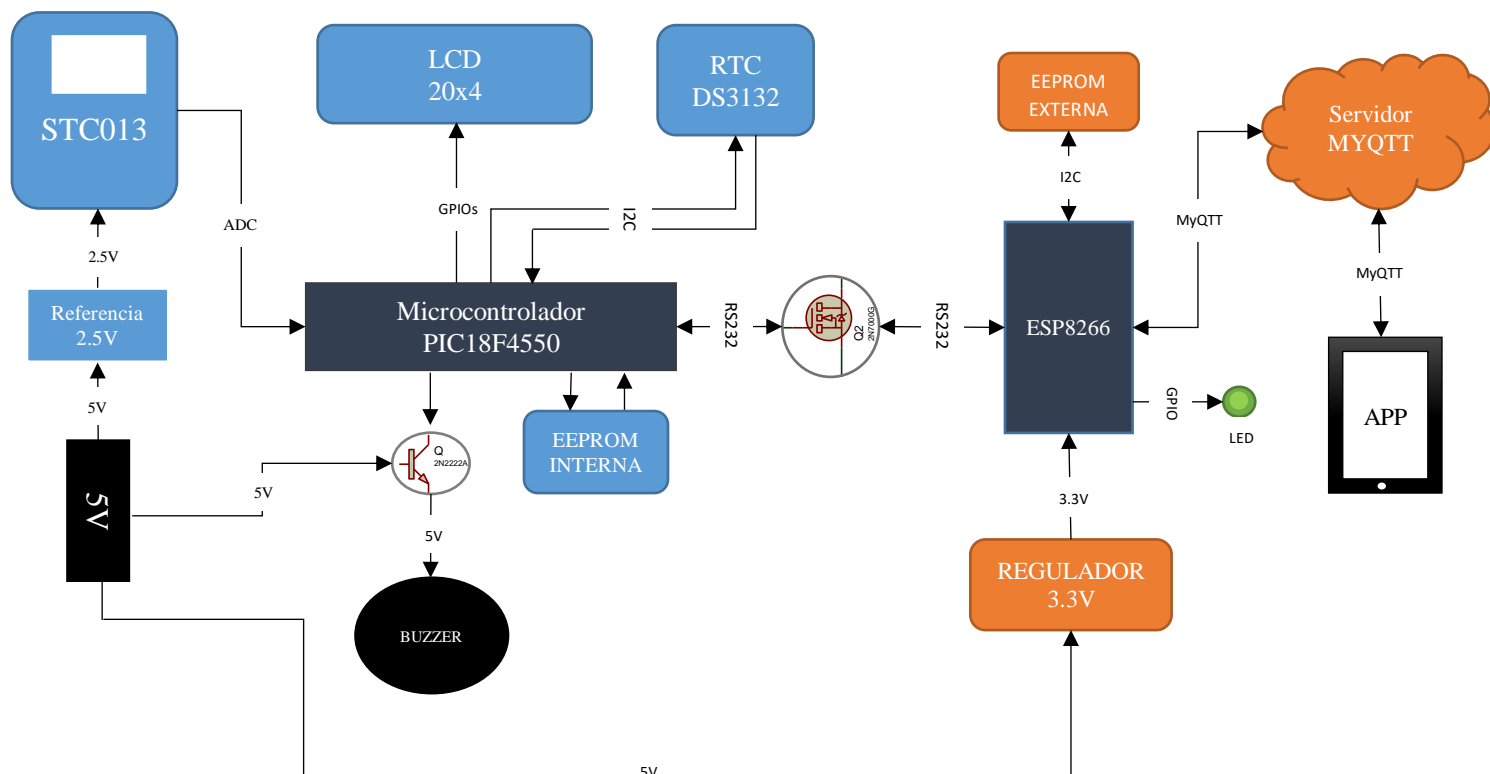 STC013
LCD
20x4
RTC
DS3132
EEPROM
EXTERNA
Servidor
MYQTT
GPIOs
I2C
I2C
ADC
MyQTT
2.5V
MyQTT
Referencia
2.5V
Microcontrolador
PIC18F4550
RS232
Q2
2N7000G
RS232
ESP8266
5V
GPIO
LED
APP
Q
2N2222A
EEPROM
INTERNA
5V
5V
3.3V
5V
REGULADOR
3.3V
BUZZER
5V